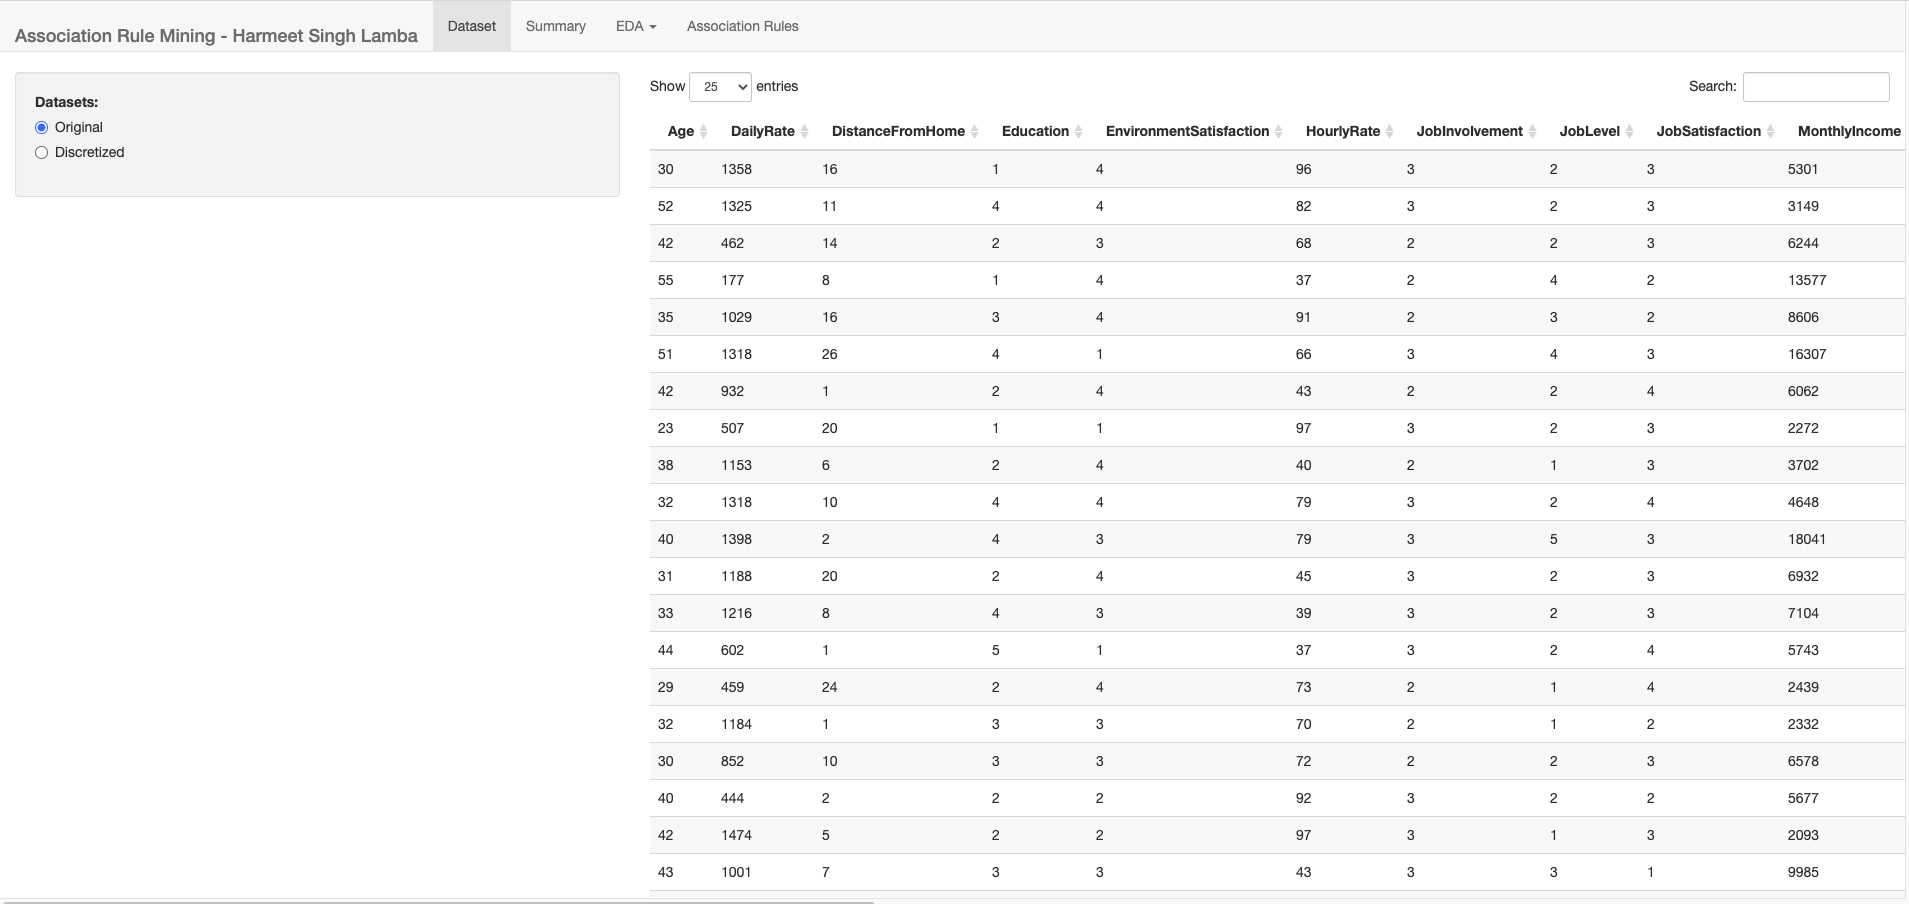 Association Rule Mining - Harmeet Singh Lamba Dataset Summary EDA Association Rules
Datasets:
Original
Discretized
Show 25 entries Search:
Age DailyRate DistanceFromHome Education EnvironmentSatisfaction HourlyRate JobInvolvement JobLevel JobSatisfaction MonthlyIncome
30 1358 16 1 4 96 3 2 3 5301
52 1325 11 4 4 82 3 2 3 3149
42 462 14 2 3 68 2 2 3 6244
55 177 8 1 4 37 2 4 2 13577
35 1029 16 3 4 91 2 3 2 8606
51 1318 26 4 1 66 3 4 3 16307
42 932 1 2 4 43 2 2 4 6062
23 507 20 1 1 97 3 2 3 2272
38 1153 6 2 4 40 2 1 3 3702
32 1318 10 4 4 79 3 2 4 4648
40 1398 2 4 3 79 3 5 3 18041
31 1188 20 2 4 45 3 2 3 6932
33 1216 8 4 3 39 3 2 3 7104
44 602 1 5 1 37 3 2 4 5743
29 459 24 2 4 73 2 1 4 2439
32 1184 1 3 3 70 2 1 2 2332
30 852 10 3 3 72 2 2 3 6578
40 444 2 2 2 92 3 2 2 5677
42 1474 5 2 2 97 3 1 3 2093
43 1001 7 3 3 43 3 3 1 9985